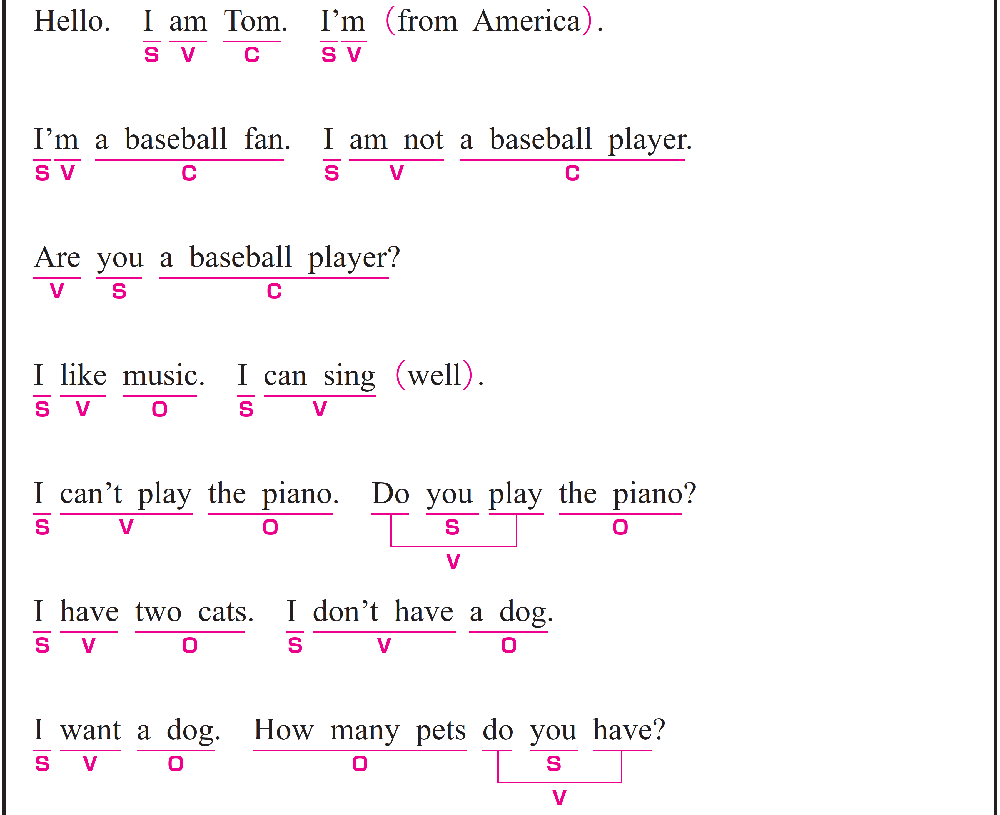 Hello. I am Tom. I’m (from America).
S V C S V
I’m a baseball fan. I am not a baseball player.
S V C S V C
Are you a baseball player?
V S C
I like music. I can sing (well).
S V O S V
I can’t play the piano. Do you play the piano?
S V O S O
V
I have two cats. I don’t have a dog.
S V O S V O
I want a dog. How many pets do you have?
S V O O S
V